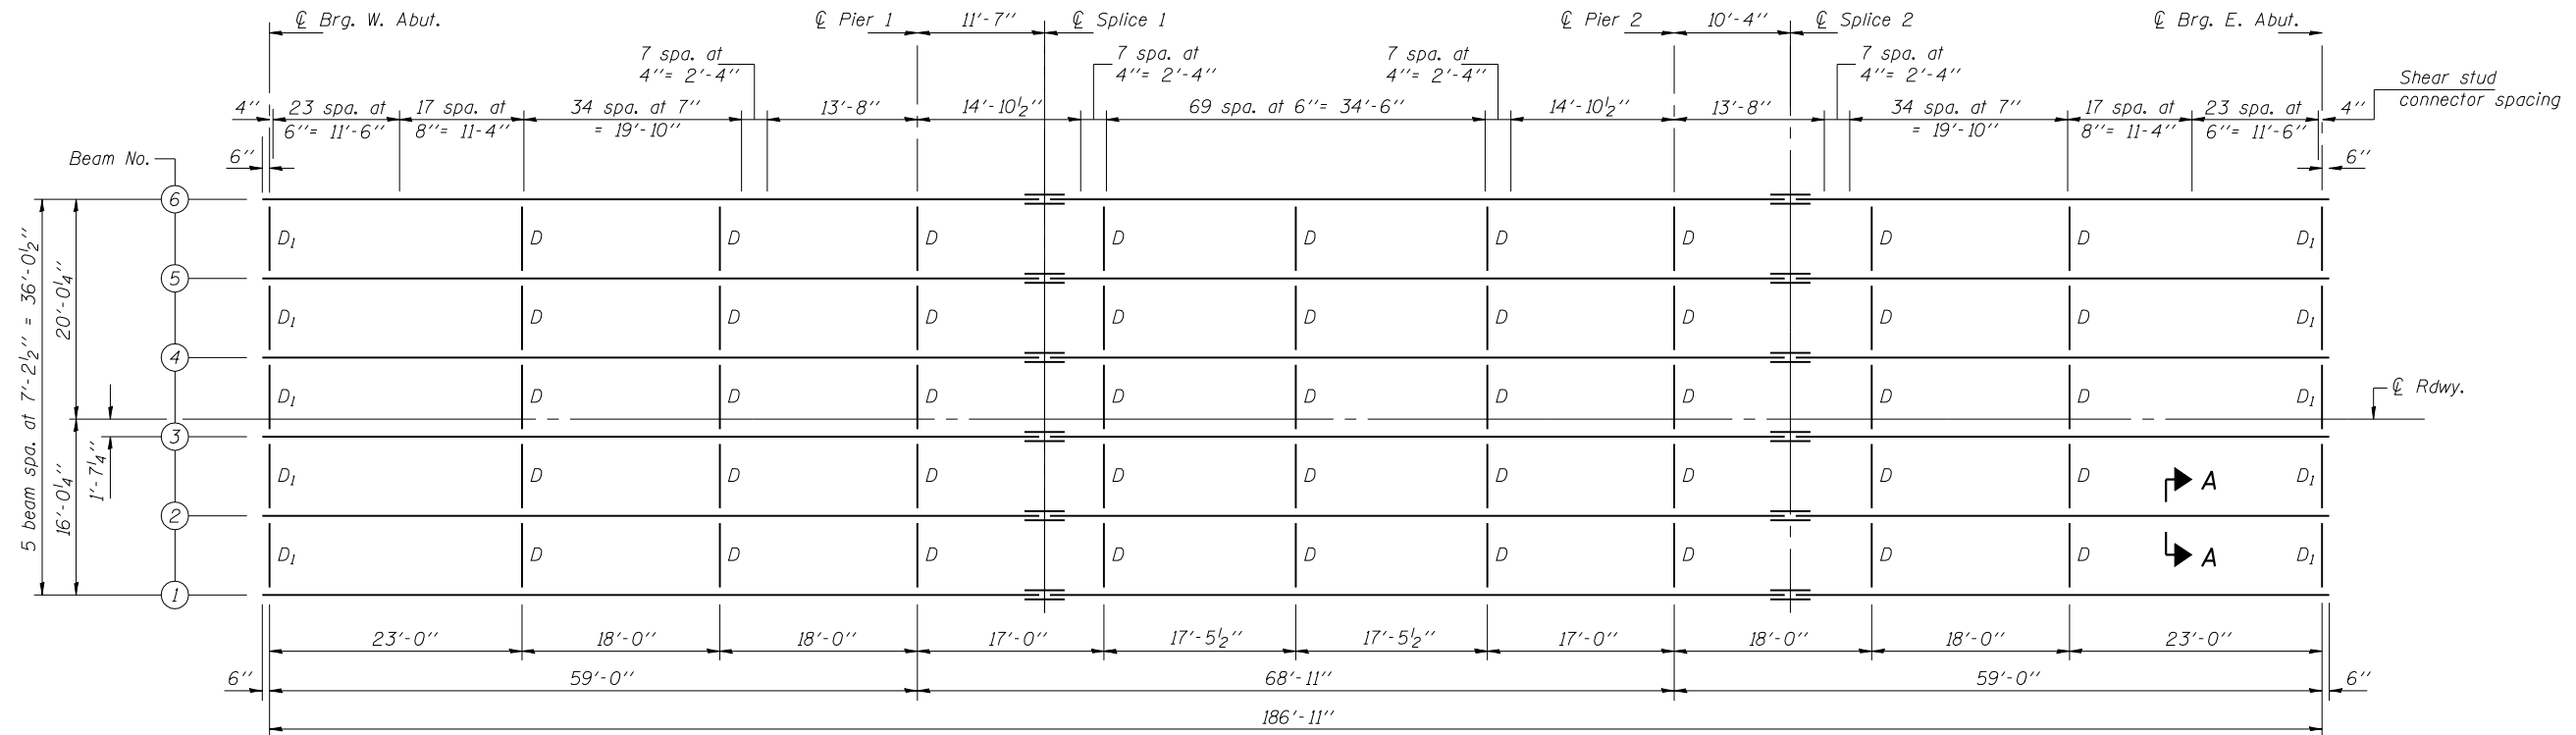 ℄ Brg. W. Abut.
℄ Pier 1
11'-7"
℄ Splice 1
℄ Pier 2
10'-4"
℄ Splice 2
℄ Brg. E. Abut.
7 spa. at
4"= 2'-4"
7 spa. at
4"= 2'-4"
7 spa. at
4"= 2'-4"
7 spa. at
4"= 2'-4"
Shear stud
connector spacing
4"
23 spa. at
6"= 11'-6"
17 spa. at
8"= 11-4"
34 spa. at 7"
= 19'-10"
13'-8"
14'-10½"
69 spa. at 6"= 34'-6"
14'-10½"
13'-8"
34 spa. at 7"
= 19'-10"
17 spa. at
8"= 11-4"
23 spa. at
6"= 11'-6"
4"
Beam No.
6"
6"
6
D1 D D D D D D D D D D1
5
D1 D D D D D D D D D D1
4
D1 D D D D D D D D D D1
℄ Rdwy.
3
D1 D D D D D D D D D D1
A
2
D1 D D D D D D D D D D1
A
1
5 beam spa. at 7'-2½" = 36'-0½"
20'-0¼"
16'-0¼"
1'-7¼"
23'-0" 18'-0" 18'-0" 17'-0" 17'-5½" 17'-5½" 17'-0" 18'-0" 18'-0" 23'-0"
6" 59'-0" 68'-11" 59'-0" 6"
186'-11"